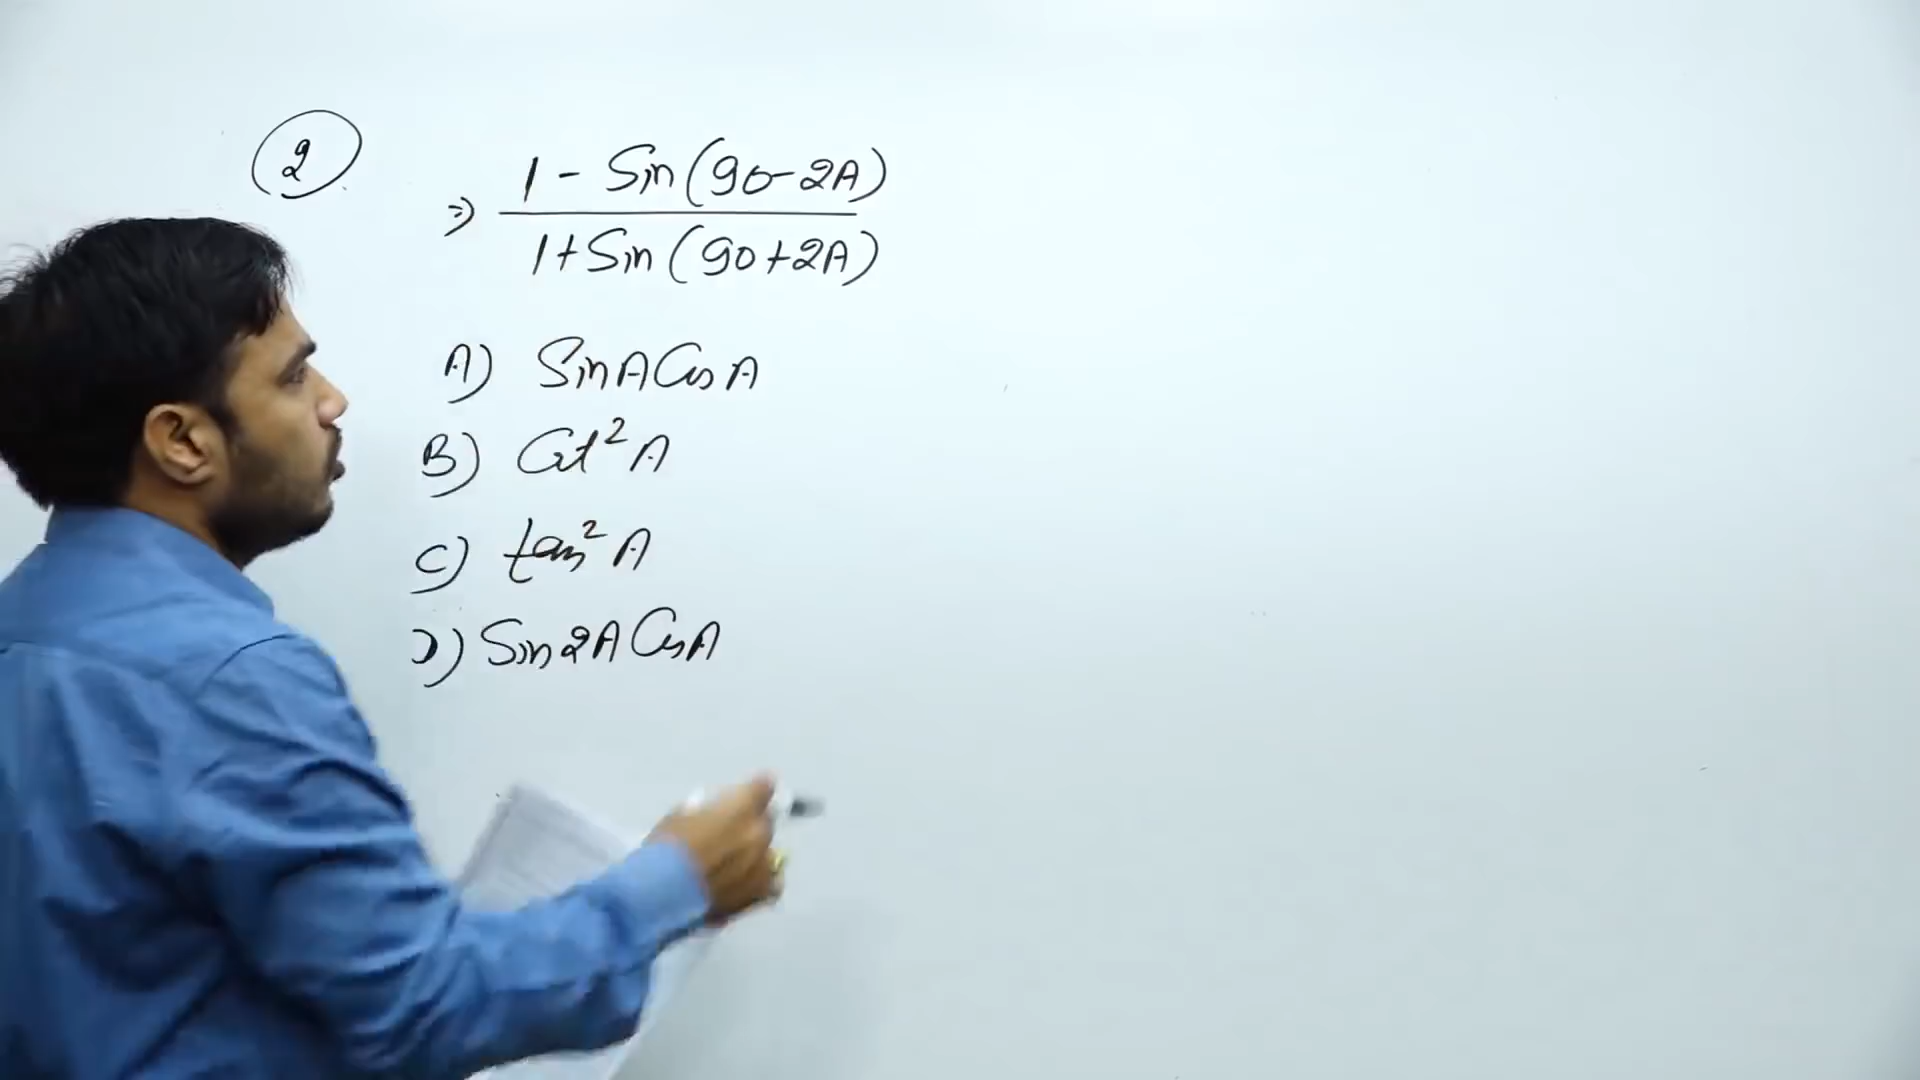 2
⇒ 1 - Sin(90-2A)
1+Sin(90+2A)
A) SinACosA
B) Cot²A
C) tan²A
D) Sin2ACosA